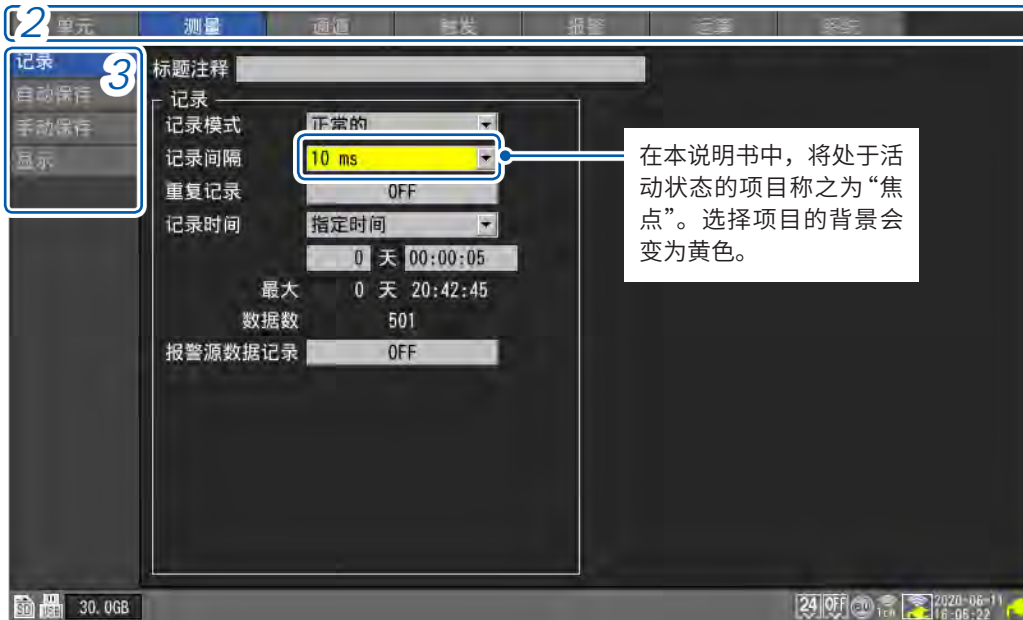 2 单元 测量 通道 触发 报警 运算 系统
记录
3
自动保存
手动保存
显示
标题注释
记录
记录模式 正常的
记录间隔 10 ms
重复记录 OFF
记录时间 指定时间
0 天 00:00:05
最大 0 天 20:42:45
数据数 501
报警源数据记录 OFF
在本说明书中，将处于活
动状态的项目称之为“焦
点”。选择项目的背景会
变为黄色。
SD USB 30.0GB
24 OFF EU 1ch 2020-06-11
16:05:22